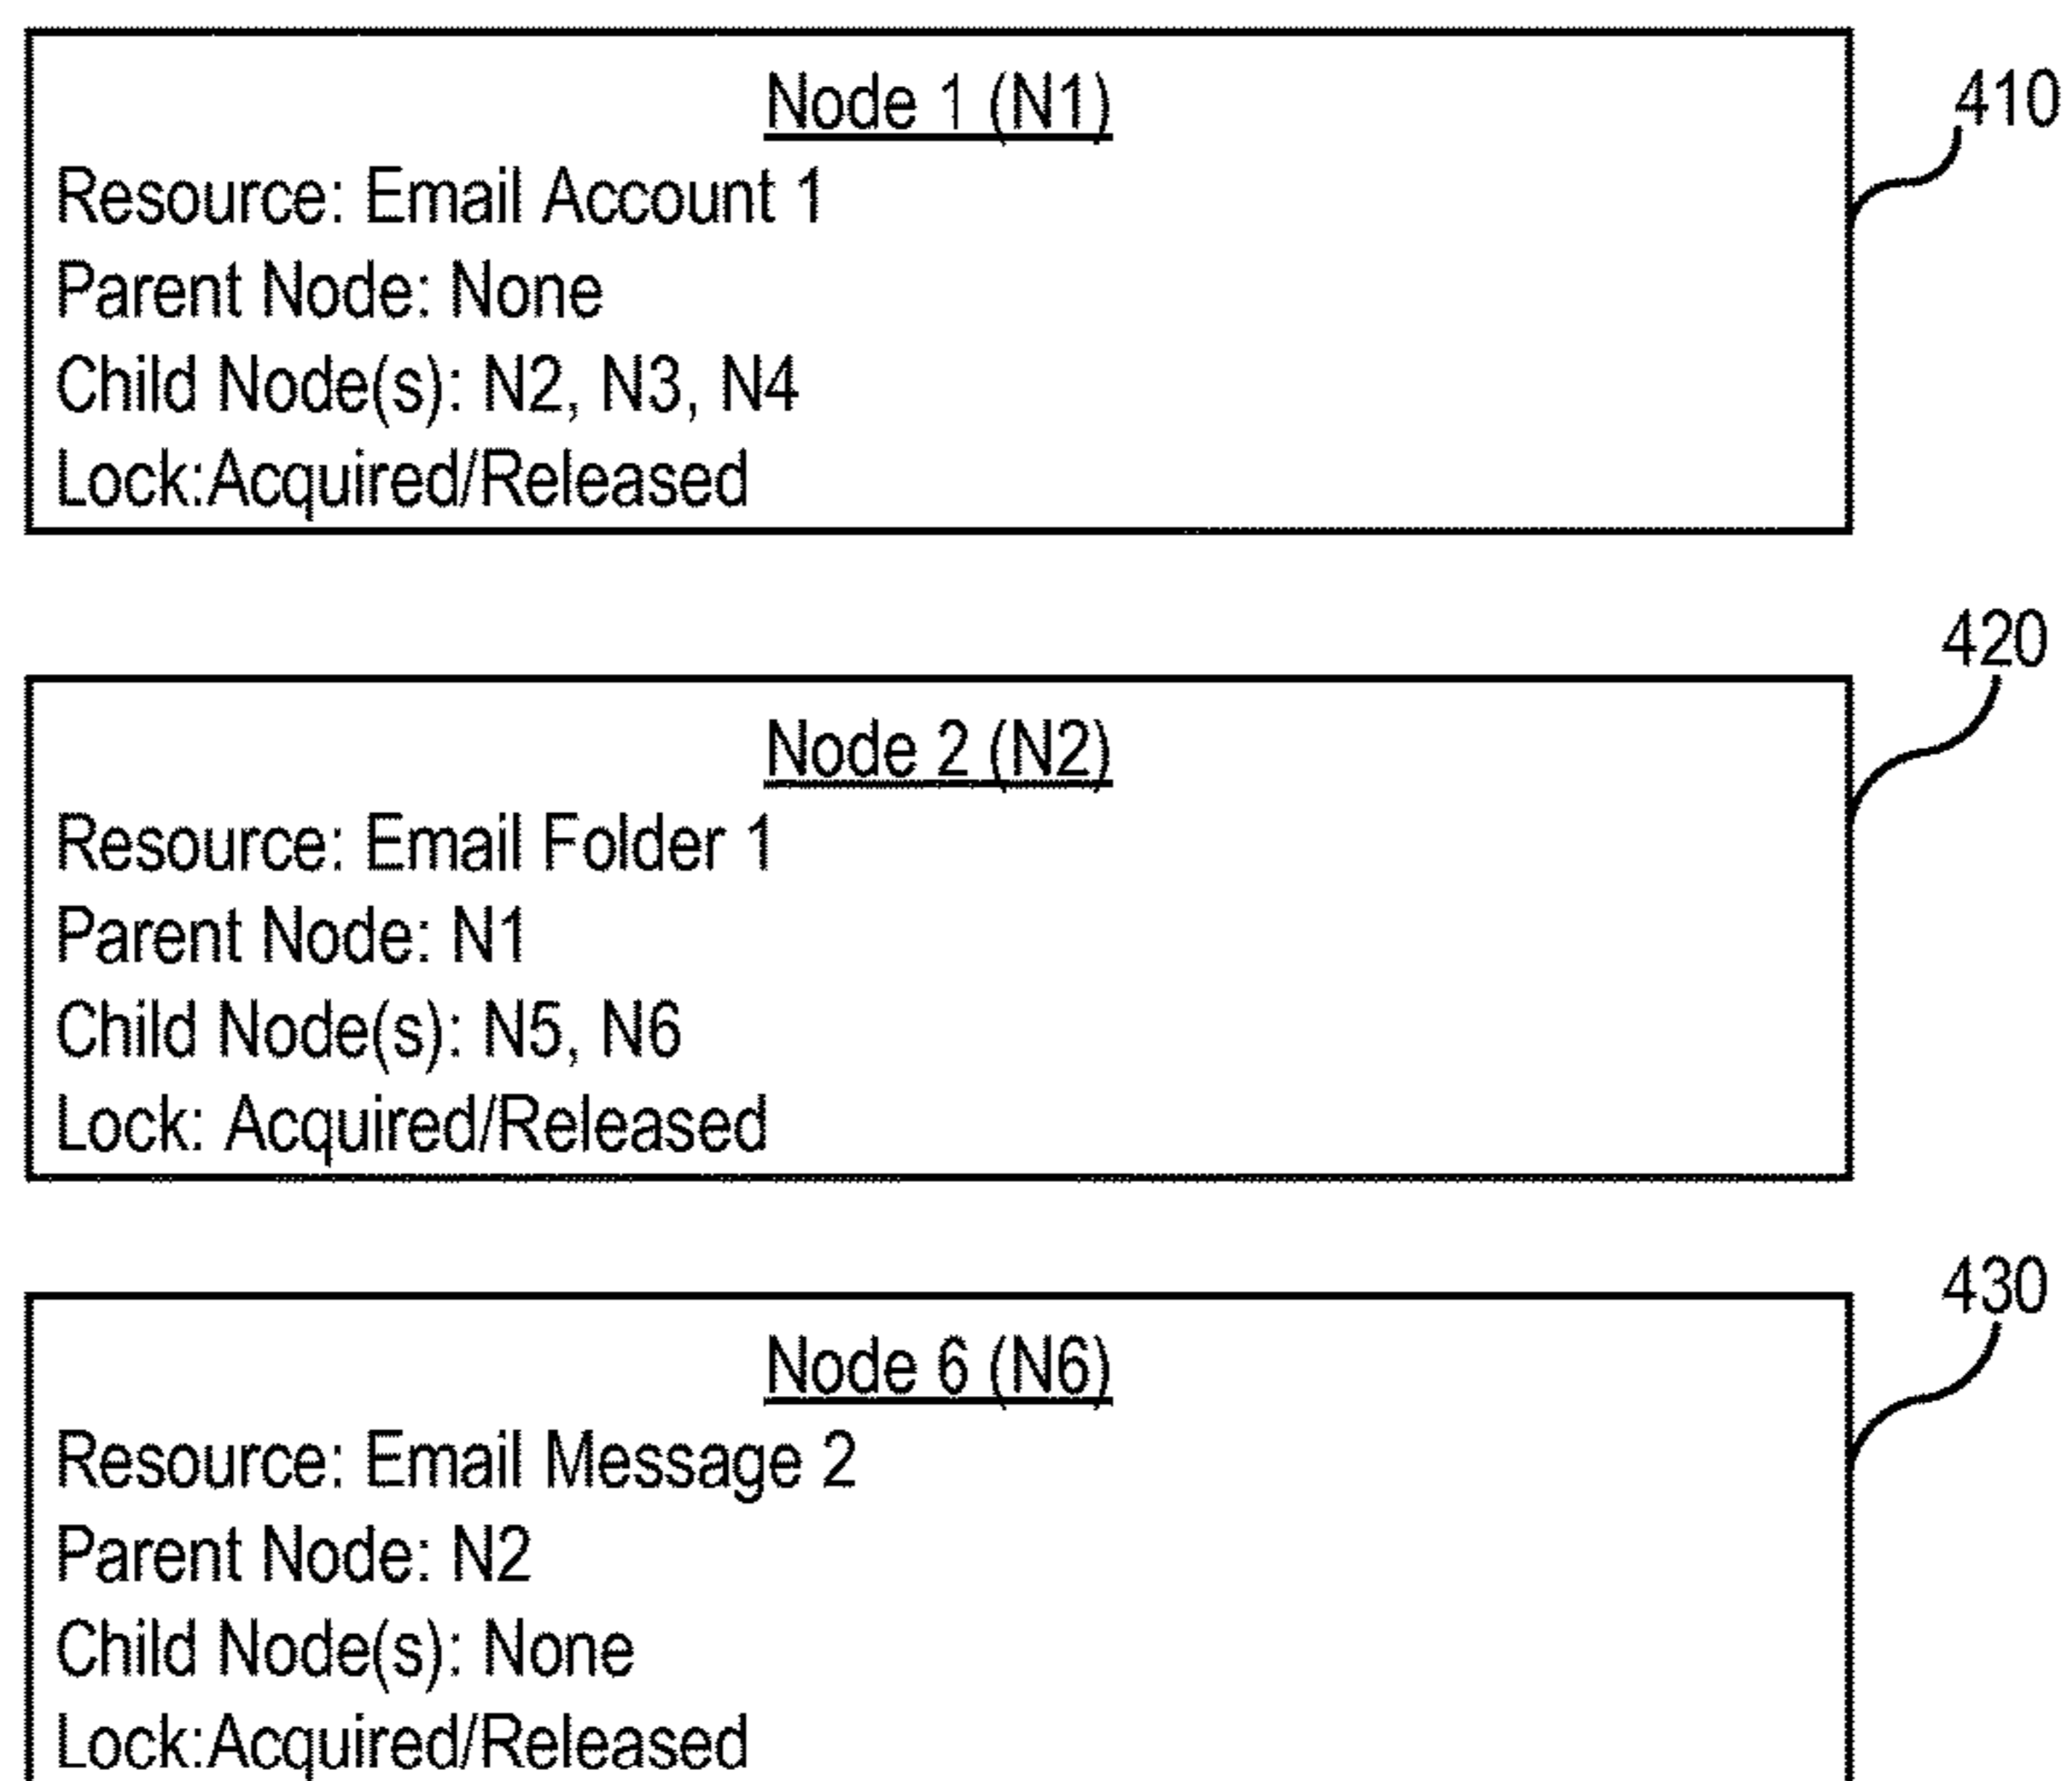 Node 1 (N1)
410
Resource: Email Account 1
Parent Node: None
Child Node(s): N2, N3, N4
Lock:Acquired/Released
420
Node 2 (N2)
Resource: Email Folder 1
Parent Node: N1
Child Node(s): N5, N6
Lock: Acquired/Released
430
Node 6 (N6)
Resource: Email Message 2
Parent Node: N2
Child Node(s): None
Lock:Acquired/Released